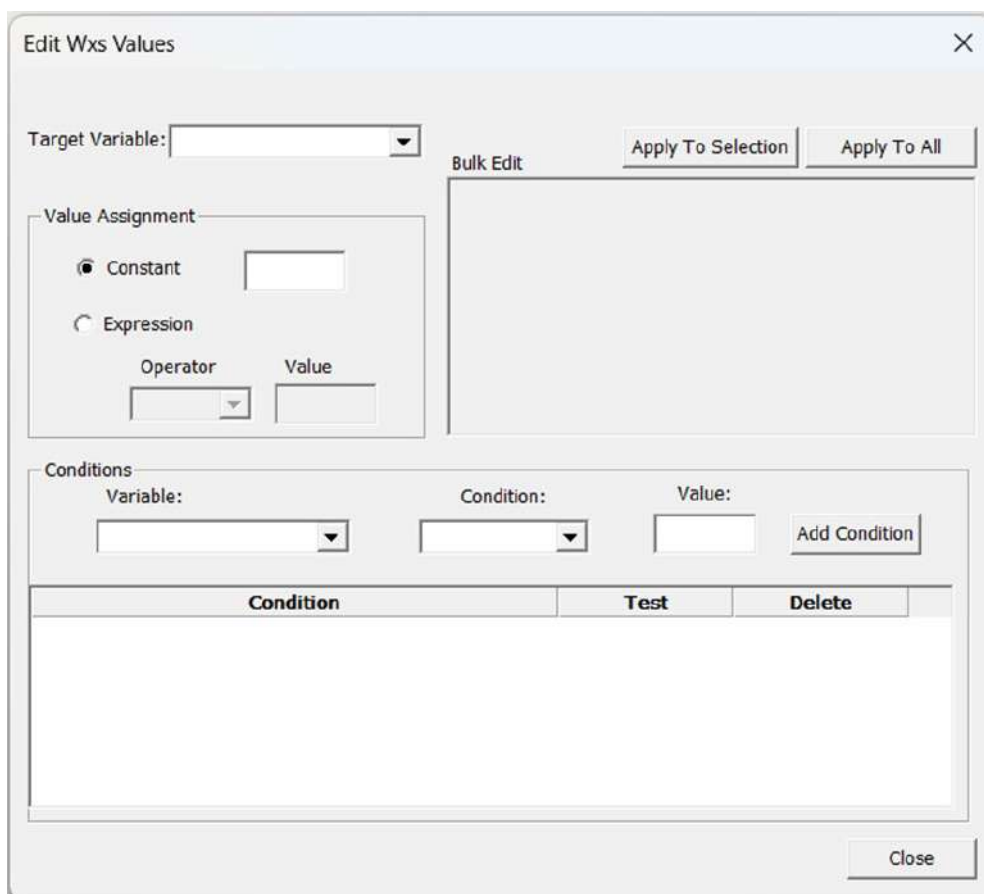 Edit Wxs Values
Target Variable:
Apply To Selection
Apply To All
Bulk Edit
Value Assignment
Constant
Expression
Operator Value
Conditions
Variable: Condition: Value:
Add Condition
Condition Test Delete
Close